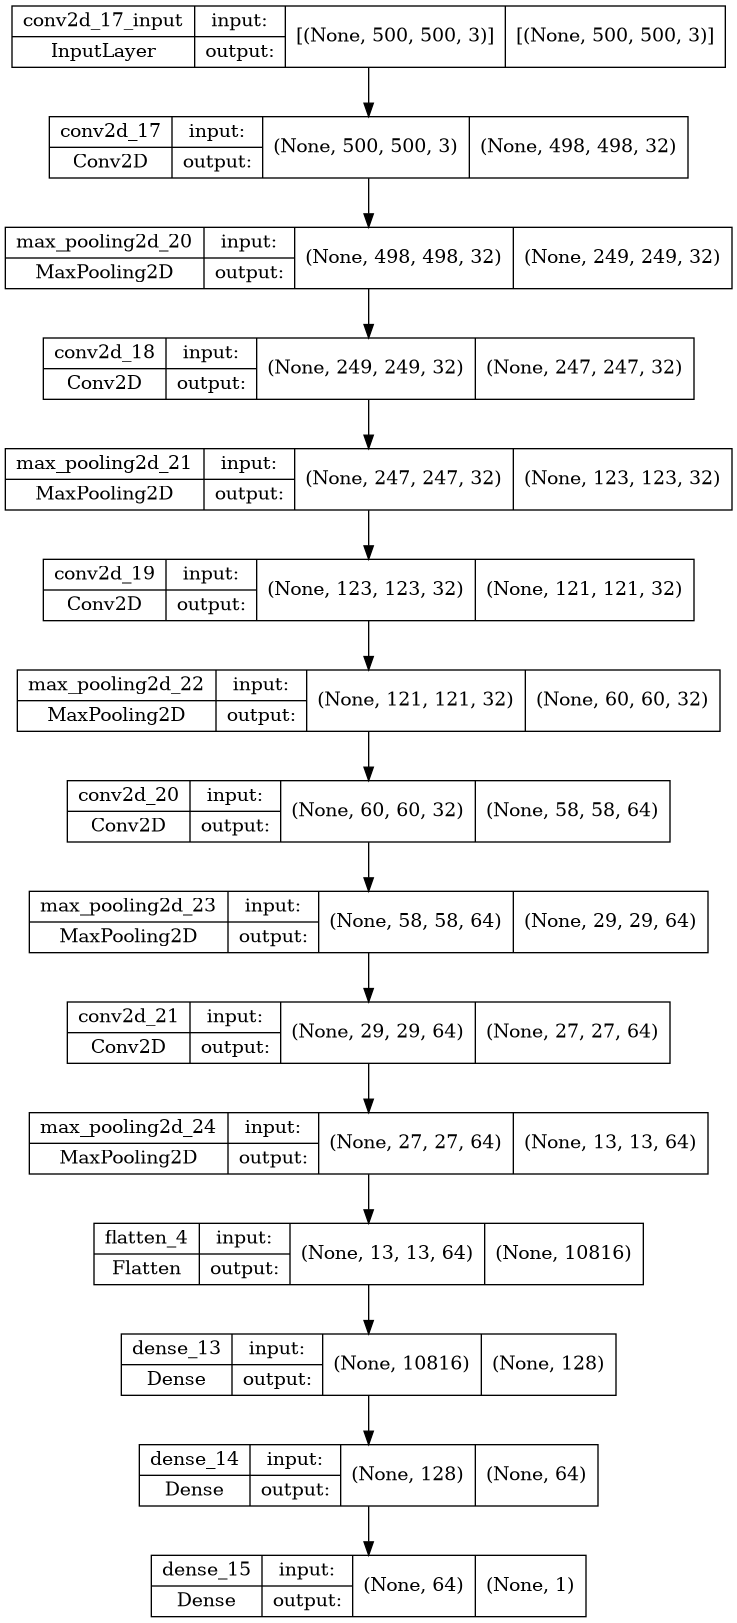 conv2d_17_input input: [(None, 500, 500, 3)] [(None, 500, 500, 3)]
InputLayer output:
conv2d_17 input: (None, 500, 500, 3) (None, 498, 498, 32)
Conv2D output:
max_pooling2d_20 input: (None, 498, 498, 32) (None, 249, 249, 32)
MaxPooling2D output:
conv2d_18 input: (None, 249, 249, 32) (None, 247, 247, 32)
Conv2D output:
max_pooling2d_21 input: (None, 247, 247, 32) (None, 123, 123, 32)
MaxPooling2D output:
conv2d_19 input: (None, 123, 123, 32) (None, 121, 121, 32)
Conv2D output:
max_pooling2d_22 input: (None, 121, 121, 32) (None, 60, 60, 32)
MaxPooling2D output:
conv2d_20 input: (None, 60, 60, 32) (None, 58, 58, 64)
Conv2D output:
max_pooling2d_23 input: (None, 58, 58, 64) (None, 29, 29, 64)
MaxPooling2D output:
conv2d_21 input: (None, 29, 29, 64) (None, 27, 27, 64)
Conv2D output:
max_pooling2d_24 input: (None, 27, 27, 64) (None, 13, 13, 64)
MaxPooling2D output:
flatten_4 input: (None, 13, 13, 64) (None, 10816)
Flatten output:
dense_13 input: (None, 10816) (None, 128)
Dense output:
dense_14 input: (None, 128) (None, 64)
Dense output:
dense_15 input: (None, 64) (None, 1)
Dense output: